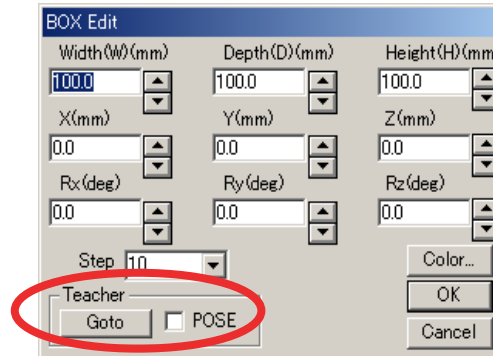 BOX Edit
Width(W)(mm) Depth(D)(mm) Height(H)(mm
100.0 100.0 100.0
X(mm) Y(mm) Z(mm)
0.0 0.0 0.0
Rx(deg) Ry(deg) Rz(deg)
0.0 0.0 0.0
Step 10 Color...
Teacher OK
Goto POSE
Cancel